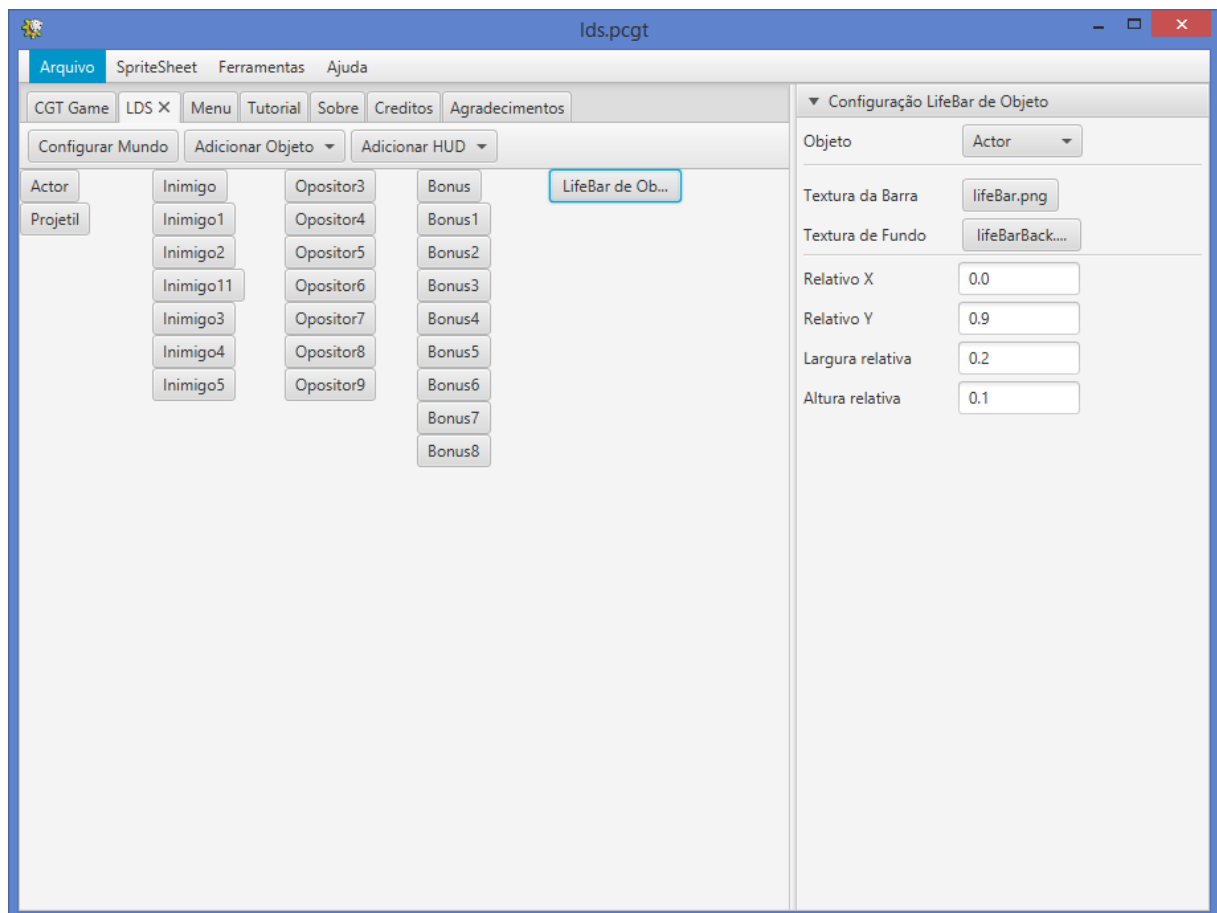 lds.pcgt
Arquivo SpriteSheet Ferramentas Ajuda
CGT Game LDS Menu Tutorial Sobre Creditos Agradecimentos
Configurar Mundo Adicionar Objeto Adicionar HUD
Actor Inimigo Opositor3 Bonus LifeBar de Ob...
Projetil Inimigo1 Opositor4 Bonus1
Inimigo2 Opositor5 Bonus2
Inimigo11 Opositor6 Bonus3
Inimigo3 Opositor7 Bonus4
Inimigo4 Opositor8 Bonus5
Inimigo5 Opositor9 Bonus6
Bonus7
Bonus8
Configuração LifeBar de Objeto
Objeto Actor
Textura da Barra lifeBar.png
Textura de Fundo lifeBarBack....
Relativo X 0.0
Relativo Y 0.9
Largura relativa 0.2
Altura relativa 0.1